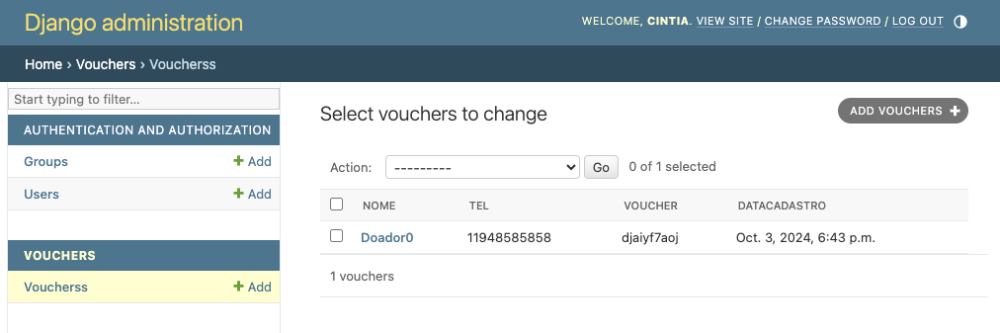 Django administration
WELCOME, CINTIA. VIEW SITE / CHANGE PASSWORD / LOG OUT
Home › Vouchers › Voucherss
Start typing to filter...
AUTHENTICATION AND AUTHORIZATION
Groups + Add
Users + Add
VOUCHERS
Voucherss + Add
Select vouchers to change
ADD VOUCHERS +
Action: --------- Go 0 of 1 selected
NOME TEL VOUCHER DATACADASTRO
Doador0 11948585858 djaiyf7aoj Oct. 3, 2024, 6:43 p.m.
1 vouchers